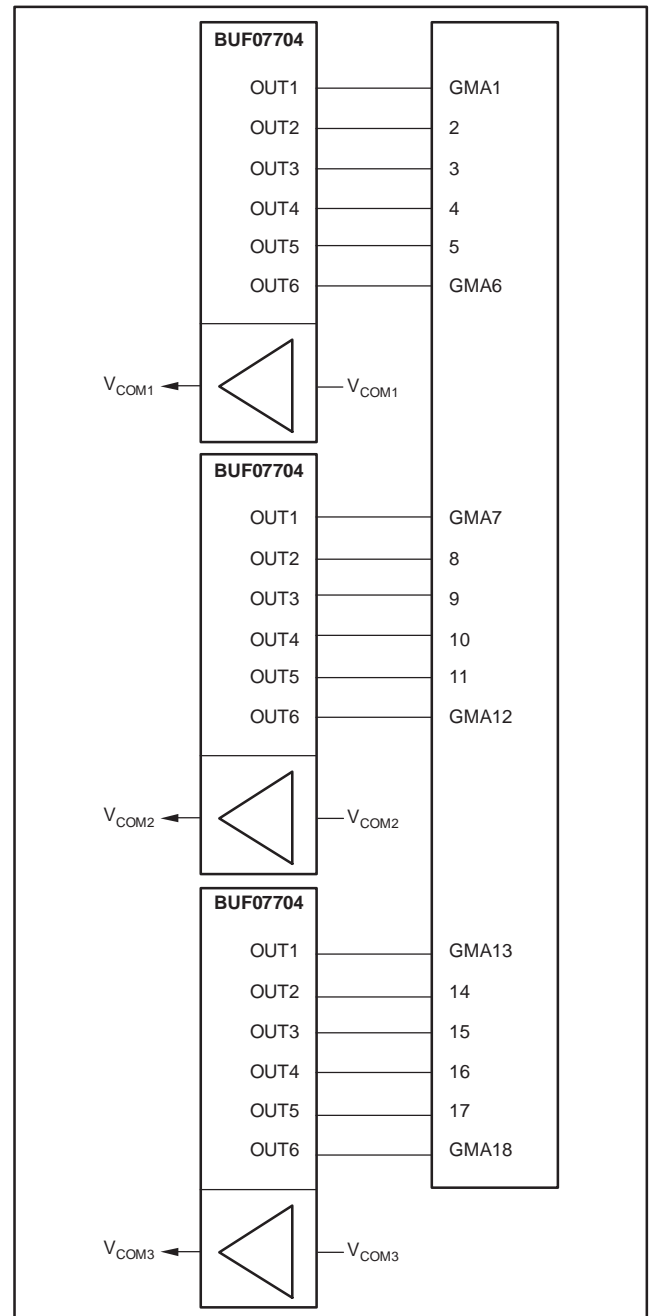 BUF07704
OUT1 GMA1
OUT2 2
OUT3 3
OUT4 4
OUT5 5
OUT6 GMA6
VCOM1 VCOM1
BUF07704
OUT1 GMA7
OUT2 8
OUT3 9
OUT4 10
OUT5 11
OUT6 GMA12
VCOM2 VCOM2
BUF07704
OUT1 GMA13
OUT2 14
OUT3 15
OUT4 16
OUT5 17
OUT6 GMA18
VCOM3 VCOM3